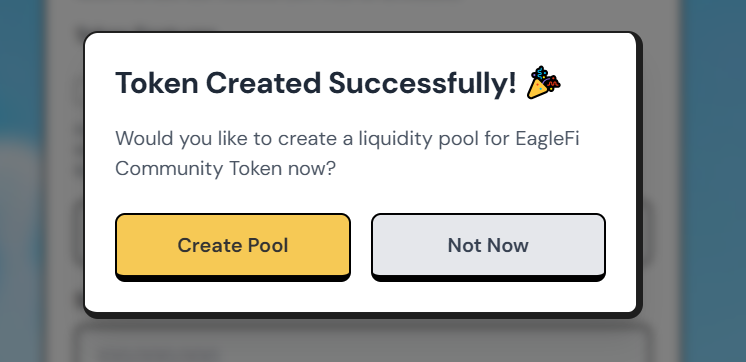 Token Created Successfully! 🎉
Would you like to create a liquidity pool for EagleFi
Community Token now?
Create Pool
Not Now